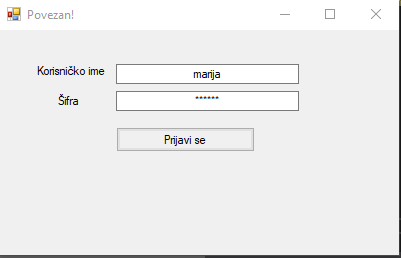 Povezan!
Korisničko ime marija
Šifra ******
Prijavi se